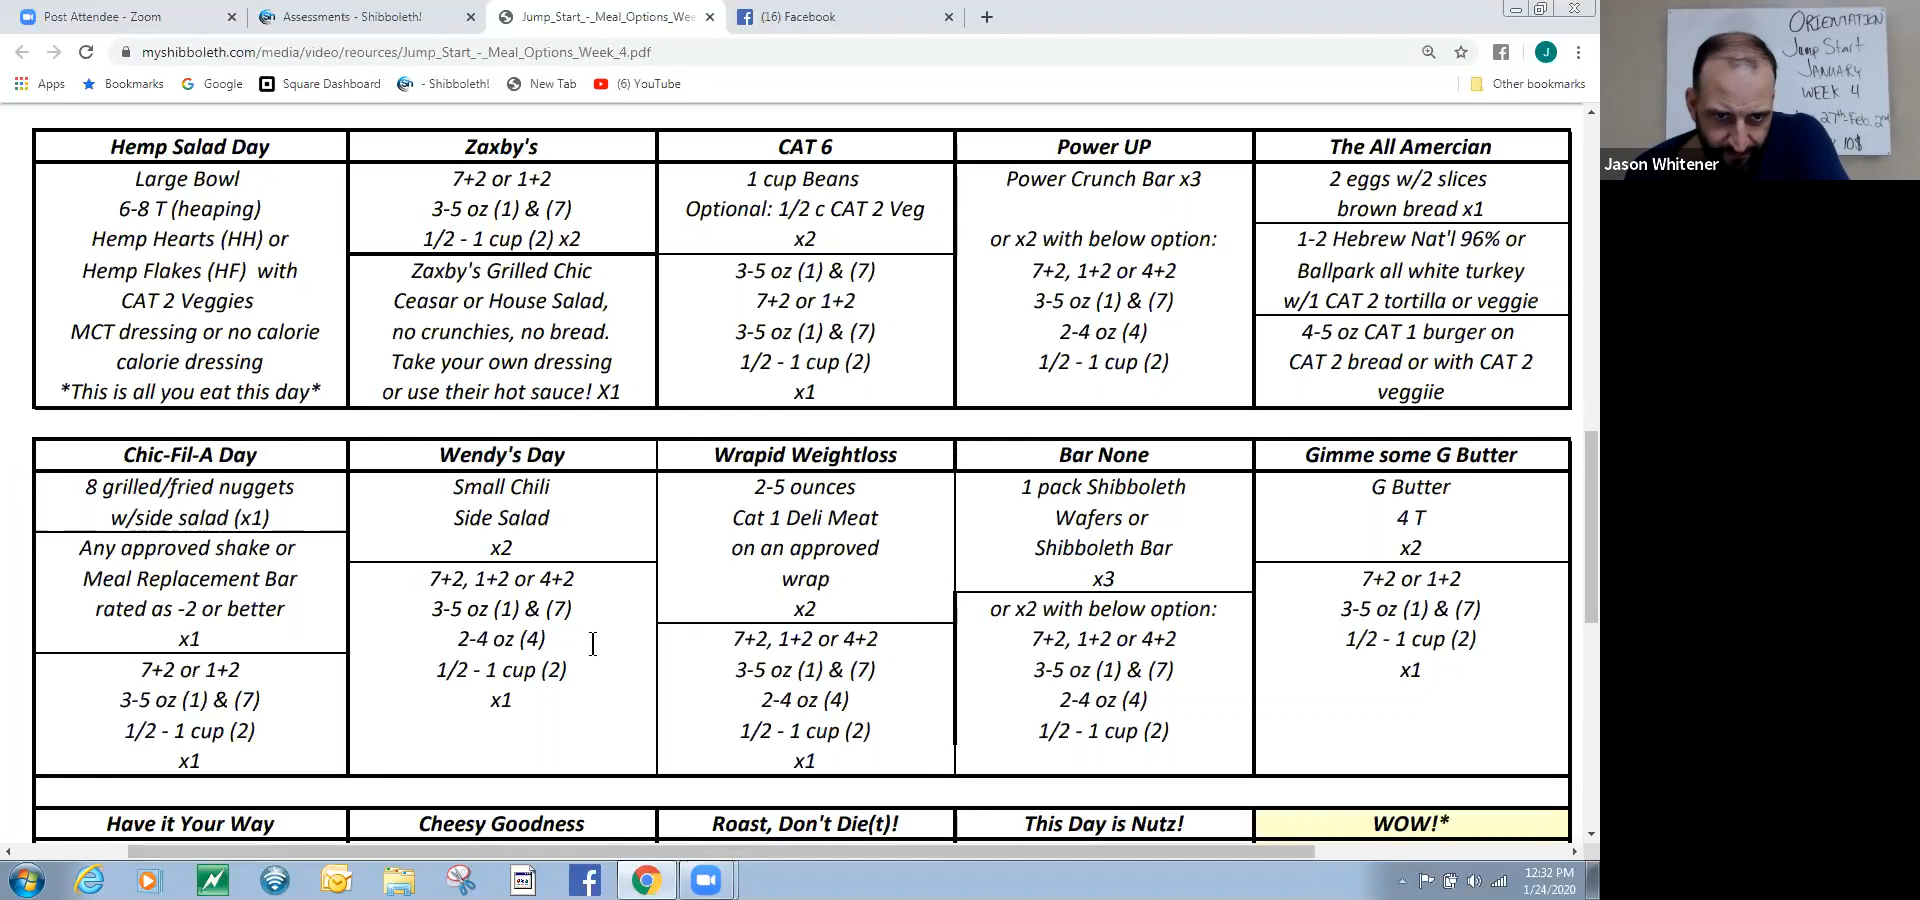 Post Attendee - Zoom
Assessments - Shibboleth!
Jump_Start_-_Meal_Options_We
(16) Facebook
myshibboleth.com/media/video/reources/Jump_Start_-_Meal_Options_Week_4.pdf
J
Apps
Bookmarks
Google
Square Dashboard
- Shibboleth!
New Tab
(6) YouTube
Other bookmarks
Hemp Salad Day
Large Bowl
6-8 T (heaping)
Hemp Hearts (HH) or
Hemp Flakes (HF) with
CAT 2 Veggies
MCT dressing or no calorie
calorie dressing
*This is all you eat this day*
Zaxby's
7+2 or 1+2
3-5 oz (1) & (7)
1/2 - 1 cup (2) x2
Zaxby's Grilled Chic
Ceasar or House Salad,
no crunchies, no bread.
Take your own dressing
or use their hot sauce! X1
CAT 6
1 cup Beans
Optional: 1/2 c CAT 2 Veg
x2
3-5 oz (1) & (7)
7+2 or 1+2
3-5 oz (1) & (7)
1/2 - 1 cup (2)
x1
Power UP
Power Crunch Bar x3
or x2 with below option:
7+2, 1+2 or 4+2
3-5 oz (1) & (7)
2-4 oz (4)
1/2 - 1 cup (2)
The All Amercian
2 eggs w/2 slices
brown bread x1
1-2 Hebrew Nat'l 96% or
Ballpark all white turkey
w/1 CAT 2 tortilla or veggie
4-5 oz CAT 1 burger on
CAT 2 bread or with CAT 2
veggiie
Chic-Fil-A Day
8 grilled/fried nuggets
w/side salad (x1)
Any approved shake or
Meal Replacement Bar
rated as -2 or better
x1
7+2 or 1+2
3-5 oz (1) & (7)
1/2 - 1 cup (2)
x1
Wendy's Day
Small Chili
Side Salad
x2
7+2, 1+2 or 4+2
3-5 oz (1) & (7)
2-4 oz (4)
1/2 - 1 cup (2)
x1
Wrapid Weightloss
2-5 ounces
Cat 1 Deli Meat
on an approved
wrap
x2
7+2, 1+2 or 4+2
3-5 oz (1) & (7)
2-4 oz (4)
1/2 - 1 cup (2)
x1
Bar None
1 pack Shibboleth
Wafers or
Shibboleth Bar
x3
or x2 with below option:
7+2, 1+2 or 4+2
3-5 oz (1) & (7)
2-4 oz (4)
1/2 - 1 cup (2)
Gimme some G Butter
G Butter
4 T
x2
7+2 or 1+2
3-5 oz (1) & (7)
1/2 - 1 cup (2)
x1
Have it Your Way
Cheesy Goodness
Roast, Don't Die(t)!
This Day is Nutz!
WOW!*
ORIENTATION
Jump Start
JANUARY
WEEK 4
27th-Feb. 2nd
10$
Jason Whitener
12:32 PM
1/24/2020